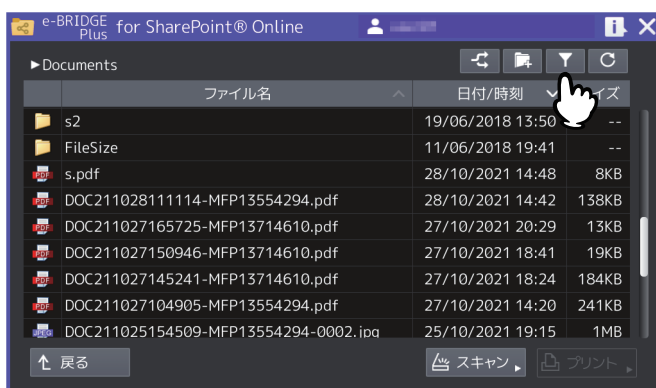 e-BRIDGE Plus for SharePoint® Online
►Documents
ファイル名 日付/時刻 イズ
s2 19/06/2018 13:50 --
FileSize 11/06/2018 19:41 --
s.pdf 28/10/2021 14:48 8KB
DOC211028111114-MFP13554294.pdf 28/10/2021 14:42 138KB
DOC211027165725-MFP13714610.pdf 27/10/2021 20:29 13KB
DOC211027150946-MFP13714610.pdf 27/10/2021 18:41 19KB
DOC211027145241-MFP13714610.pdf 27/10/2021 18:24 184KB
DOC211027104905-MFP13554294.pdf 27/10/2021 14:20 241KB
DOC211025154509-MFP13554294-0002.jpg 25/10/2021 19:15 1MB
戻る スキャン プリント